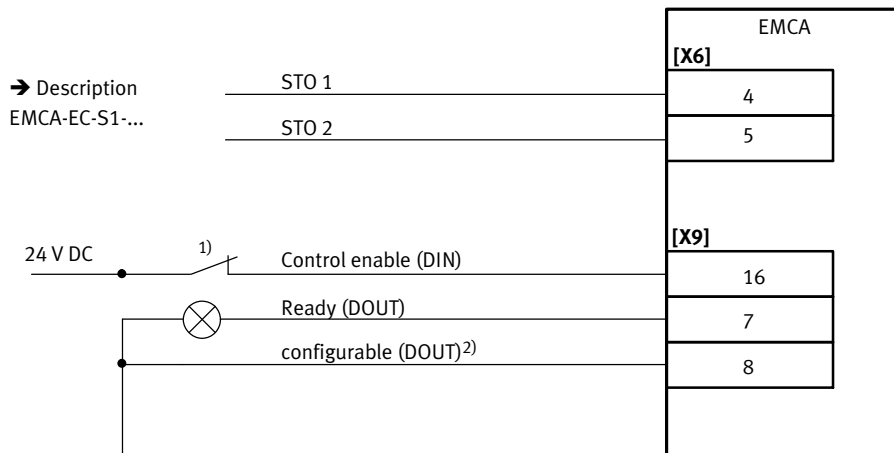 EMCA
[X6]
➔ Description
EMCA-EC-S1-...
STO 1
4
STO 2
5
[X9]
24 V DC
1)
Control enable (DIN)
16
Ready (DOUT)
7
configurable (DOUT)2)
8